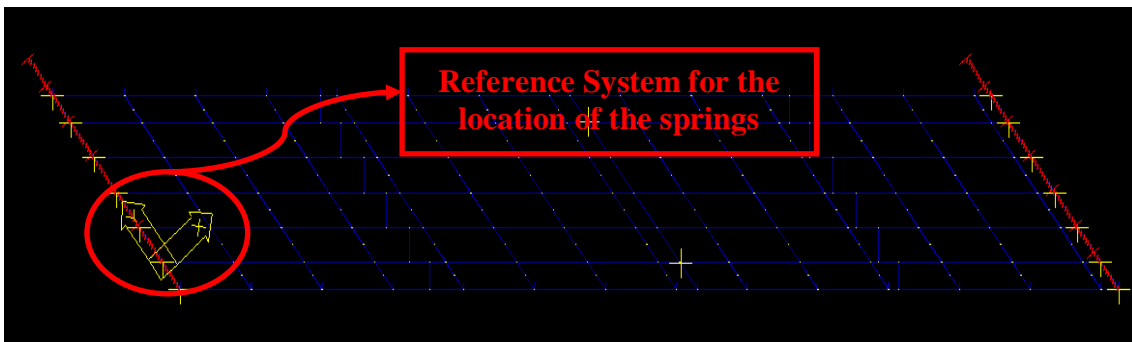 Reference System for the
location of the springs